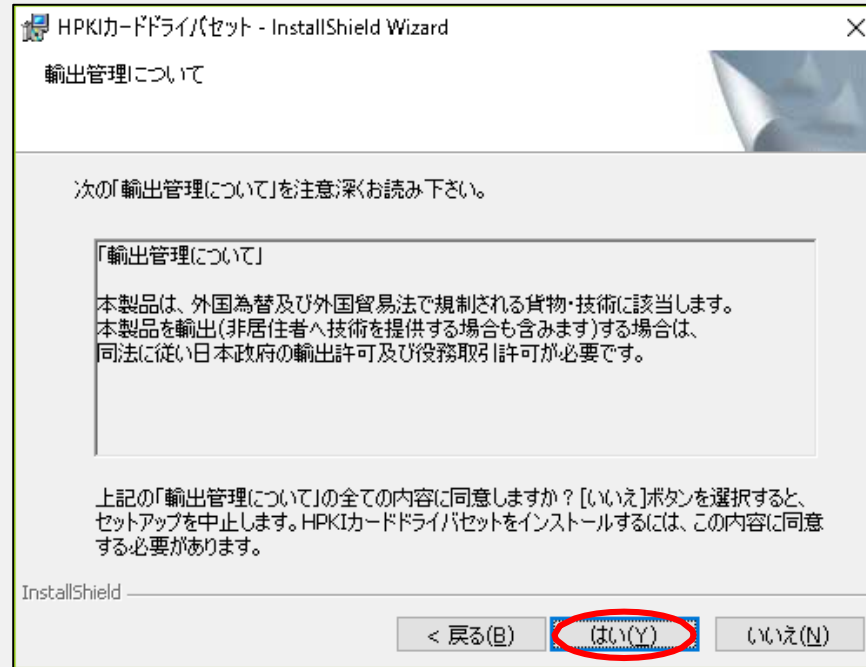 HPKIカードドライバセット - InstallShield Wizard
輸出管理について
次の「輸出管理について」を注意深くお読み下さい。
「輸出管理について」
本製品は、外国為替及び外国貿易法で規制される貨物・技術に該当します。
本製品を輸出(非居住者へ技術を提供する場合も含みます)する場合は、
同法に従い日本政府の輸出許可及び役務取引許可が必要です。
上記の「輸出管理について」の全ての内容に同意しますか？[いいえ]ボタンを選択すると、
セットアップを中止します。HPKIカードドライバセットをインストールするには、この内容に同意
する必要があります。
InstallShield
< 戻る(B) はい(Y) いいえ(N)